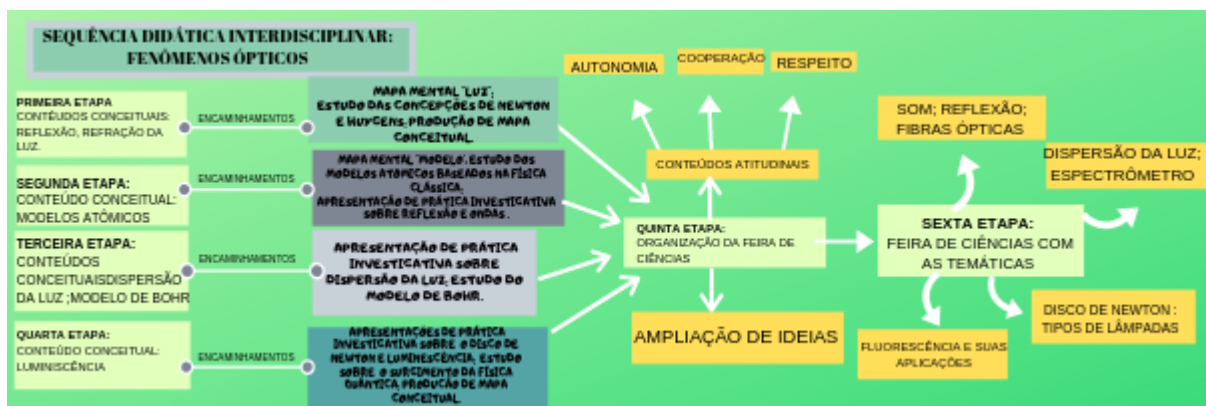 SEQUÊNCIA DIDÁTICA INTERDISCIPLINAR:
FENÔMENOS ÓPTICOS
PRIMEIRA ETAPA
CONTÉUDOS CONCEITUAIS:
REFLEXÃO, REFRAÇÃO DA
LUZ.
ENCAMINHAMENTOS
MAPA MENTAL "LUZ";
ESTUDO DAS CONCEPÇÕES DE NEWTON
E HUYGENS, PRODUÇÃO DE MAPA
CONCEITUAL.
SEGUNDA ETAPA:
CONTEÚDO CONCEITUAL:
MODELOS ATÔMICOS
ENCAMINHAMENTOS
MAPA MENTAL "MODELO", ESTUDO DOS
MODELOS ATÔMICOS BASEADOS NA FÍSICA
CLÁSSICA;
APRESENTAÇÃO DE PRÁTICA INVESTIGATIVA
SOBRE REFLEXÃO E ONDAS.
TERCEIRA ETAPA:
CONTEÚDOS
CONCEITUAISDISPERSÃO
DA LUZ ;MODELO DE BOHR
ENCAMINHAMENTOS
APRESENTAÇÃO DE PRÁTICA
INVESTIGATIVA SOBRE
DISPERSÃO DA LUZ; ESTUDO DO
MODELO DE BOHR.
QUARTA ETAPA:
CONTEÚDO CONCEITUAL:
LUMINISCÊNCIA
ENCAMINHAMENTOS
APRESENTAÇÕES DE PRÁTICA
INVESTIGATIVA SOBRE O DISCO DE
NEWTON E LUMINESCÊNCIA; ESTUDO
SOBRE O SURGIMENTO DA FÍSICA
QUÂNTICA; PRODUCÃO DE MAPA
CONCEITUAL.
AUTONOMIA
COOPERAÇÃO
RESPEITO
CONTEÚDOS ATITUDINAIS
QUINTA ETAPA:
ORGANIZAÇÃO DA FEIRA DE
CIÊNCIAS
AMPLIAÇÃO DE IDEIAS
SOM; REFLEXÃO;
FIBRAS ÓPTICAS
DISPERSÃO DA LUZ;
ESPECTRÔMETRO
SEXTA ETAPA:
FEIRA DE CIÊNCIAS COM
AS TEMÁTICAS
DISCO DE NEWTON :
TIPOS DE LÂMPADAS
FLUORESCÊNCIA E SUAS
APLICAÇÕES